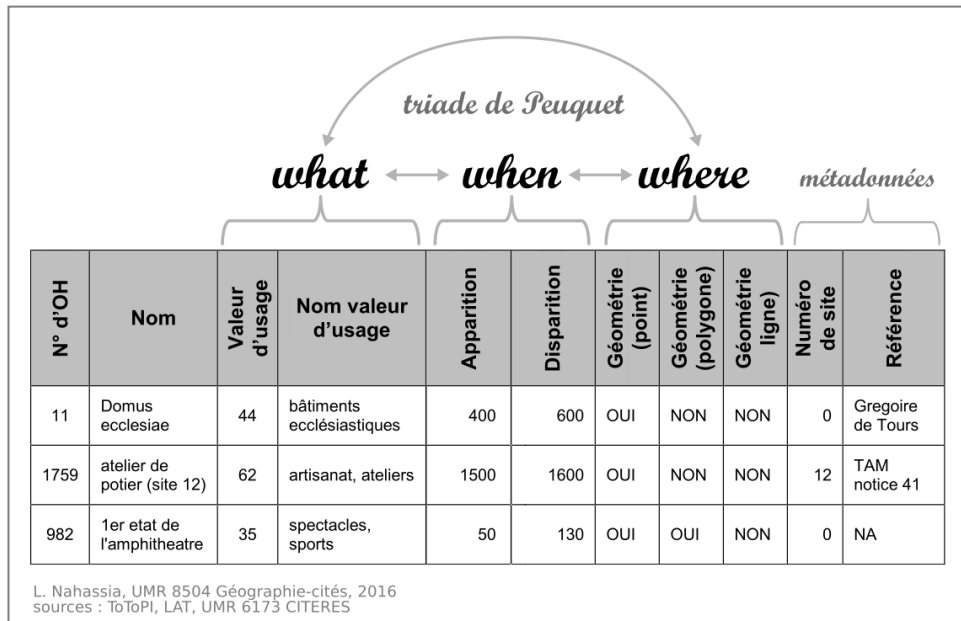 triade de Peuquet
what when where métadonnées
N° d'OH
Nom
Valeur
d'usage
Nom valeur
d'usage
Apparition
Disparition
Géométrie
(point)
Géométrie
(polygone)
Géométrie
ligne)
Numéro
de site
Référence
11
Domus
ecclesiae
44
bâtiments
ecclésiastiques
400
600
OUI
NON
NON
0
Gregoire
de Tours
1759
atelier de
potier (site 12)
62
artisanat, ateliers
1500
1600
OUI
NON
NON
12
TAM
notice 41
982
1er etat de
l'amphitheatre
35
spectacles,
sports
50
130
OUI
OUI
NON
0
NA
L. Nahassia, UMR 8504 Géographie-cités, 2016
sources : ToToPI, LAT, UMR 6173 CITERES